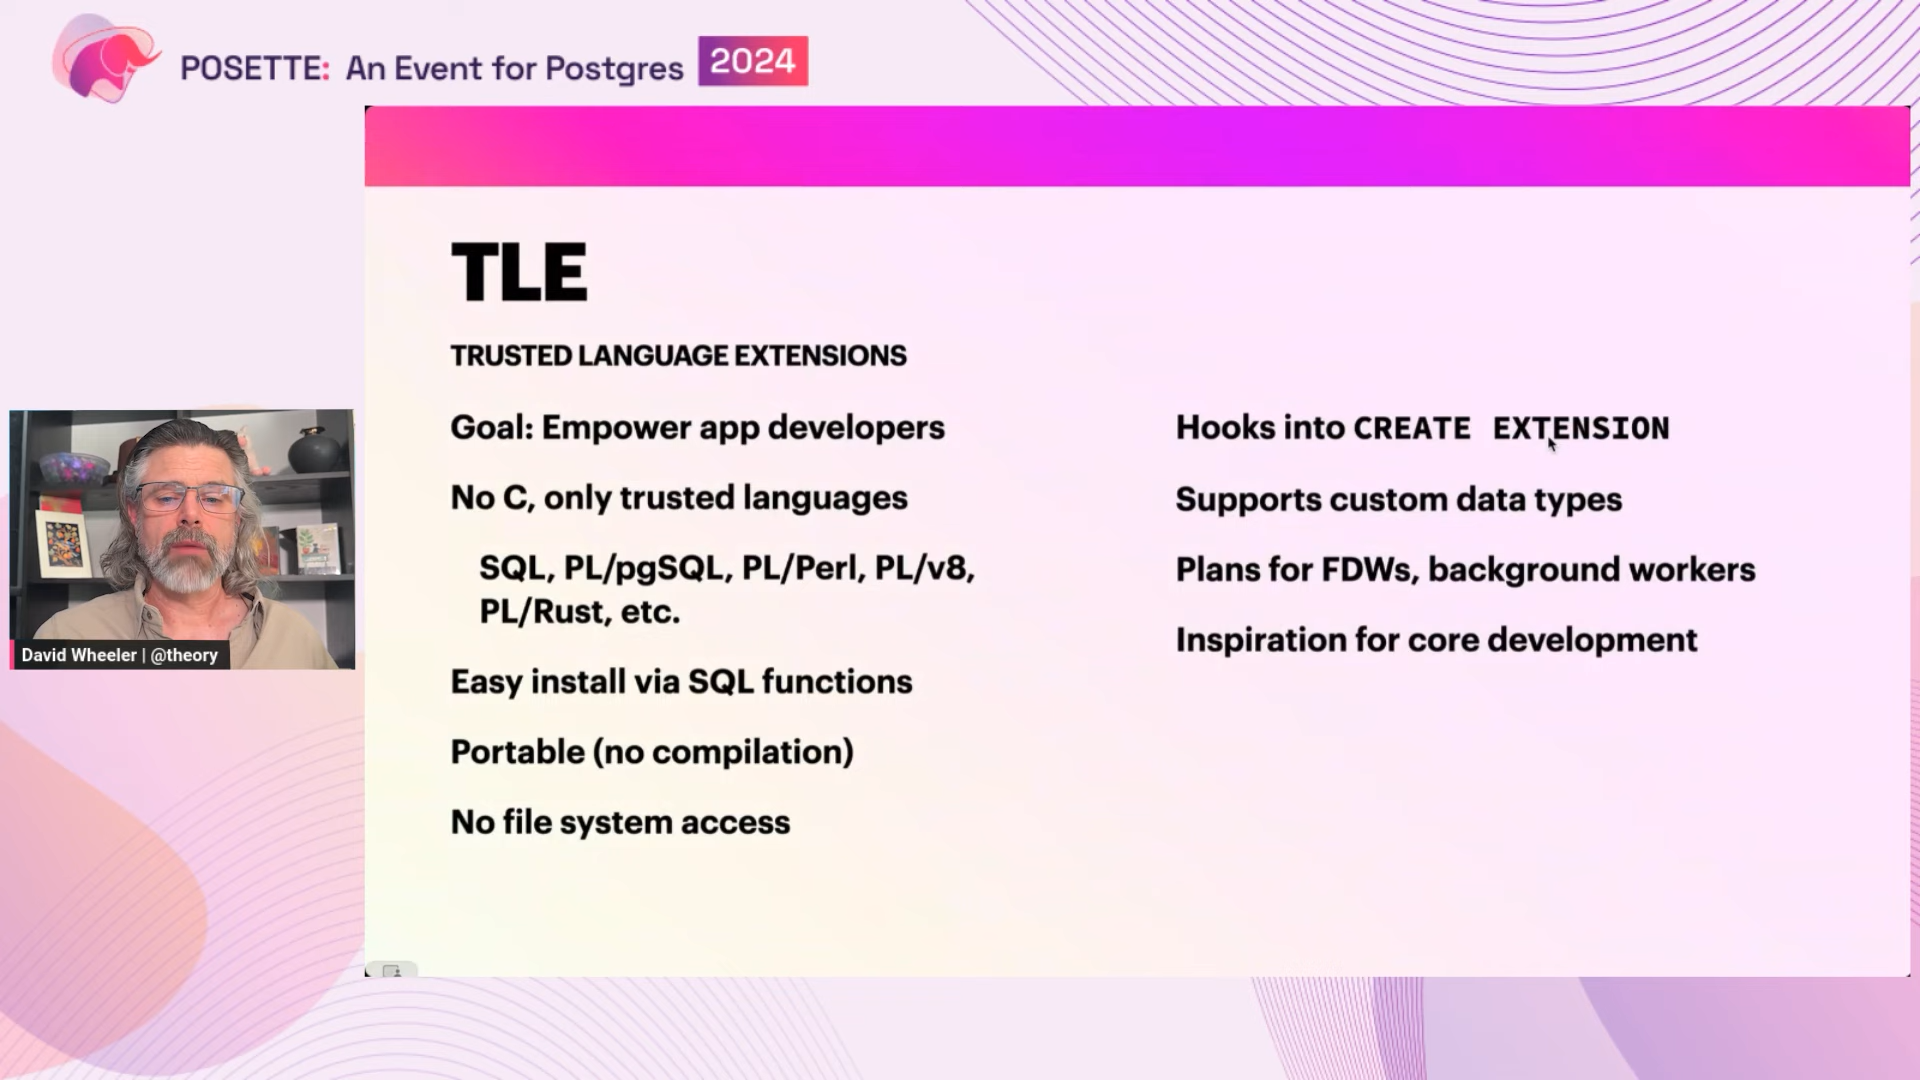 POSETTE: An Event for Postgres 2024
TLE
TRUSTED LANGUAGE EXTENSIONS
Goal: Empower app developers
No C, only trusted languages
SQL, PL/pgSQL, PL/Perl, PL/v8,
PL/Rust, etc.
Easy install via SQL functions
Portable (no compilation)
No file system access
Hooks into CREATE EXTENSION
Supports custom data types
Plans for FDWs, background workers
Inspiration for core development
David Wheeler | @theory